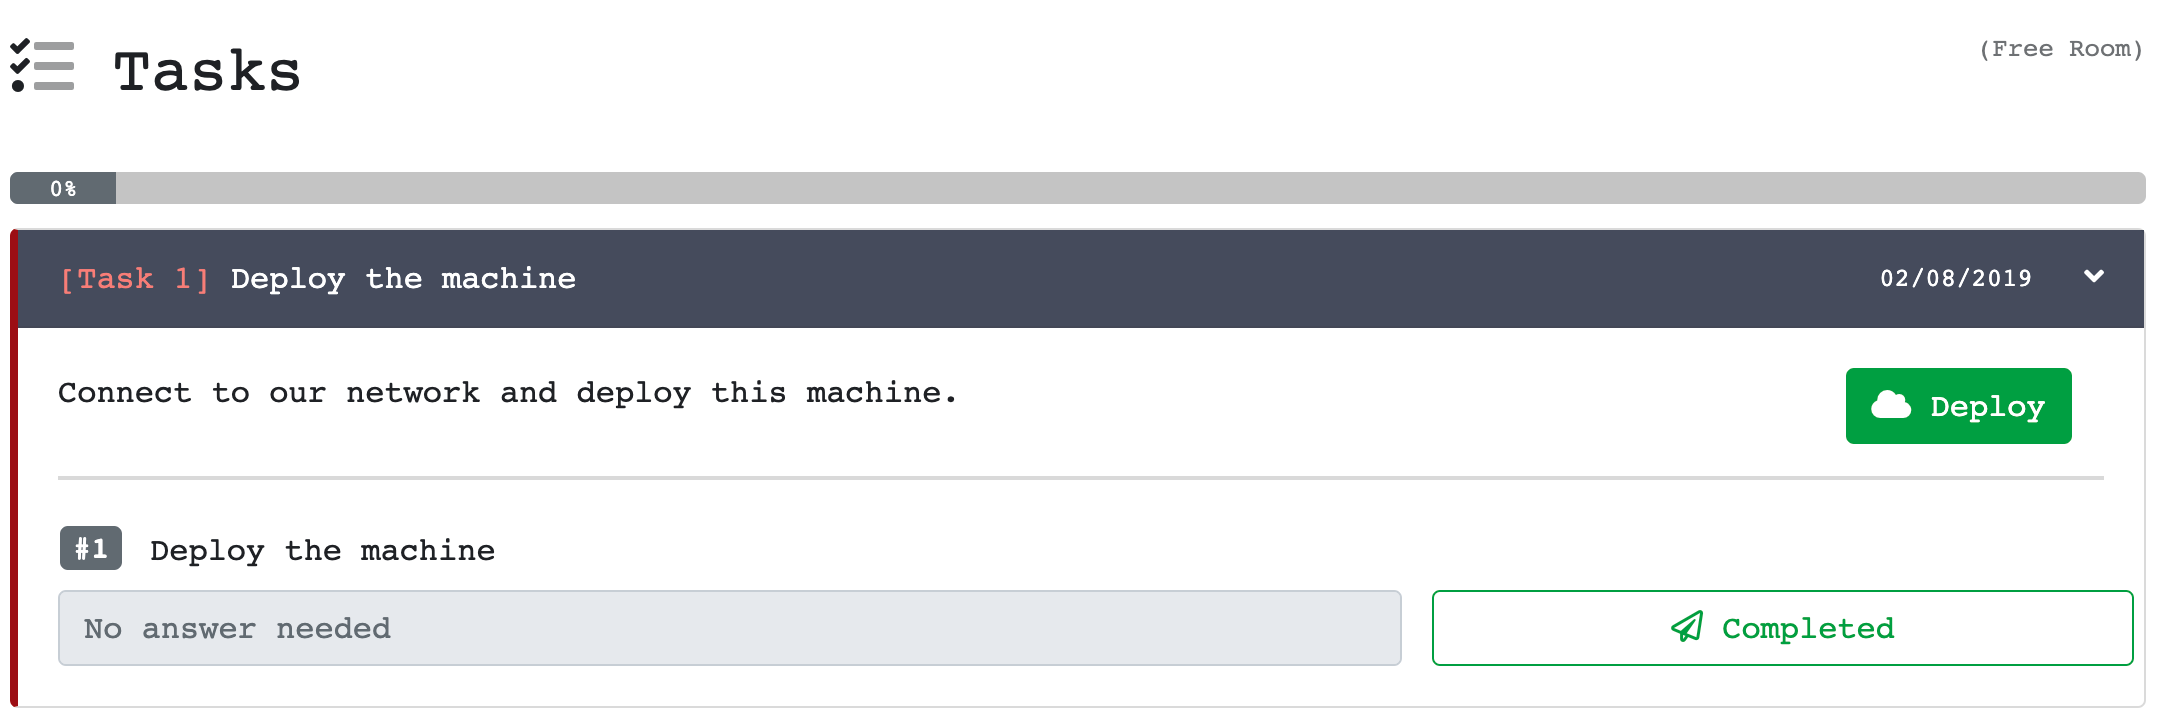 Tasks
(Free Room)
0%
[Task 1] Deploy the machine
02/08/2019
Connect to our network and deploy this machine.
Deploy
#1 Deploy the machine
No answer needed
Completed